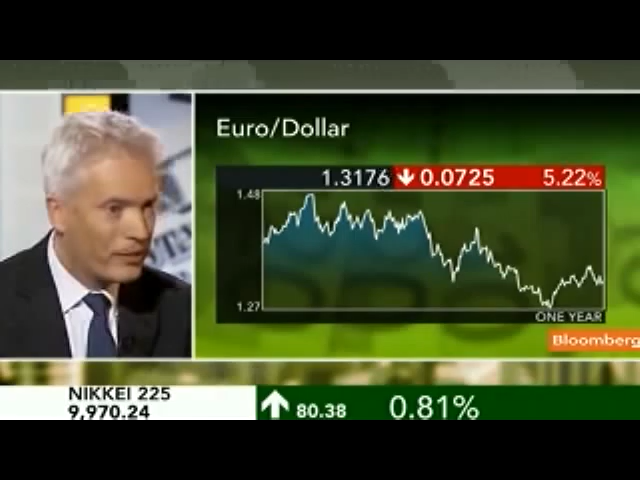 Euro/Dollar
1.3176 0.0725 5.22%
1.48
1.27
ONE YEAR
Bloomberg
NIKKEI 225
9,970.24 80.38 0.81%